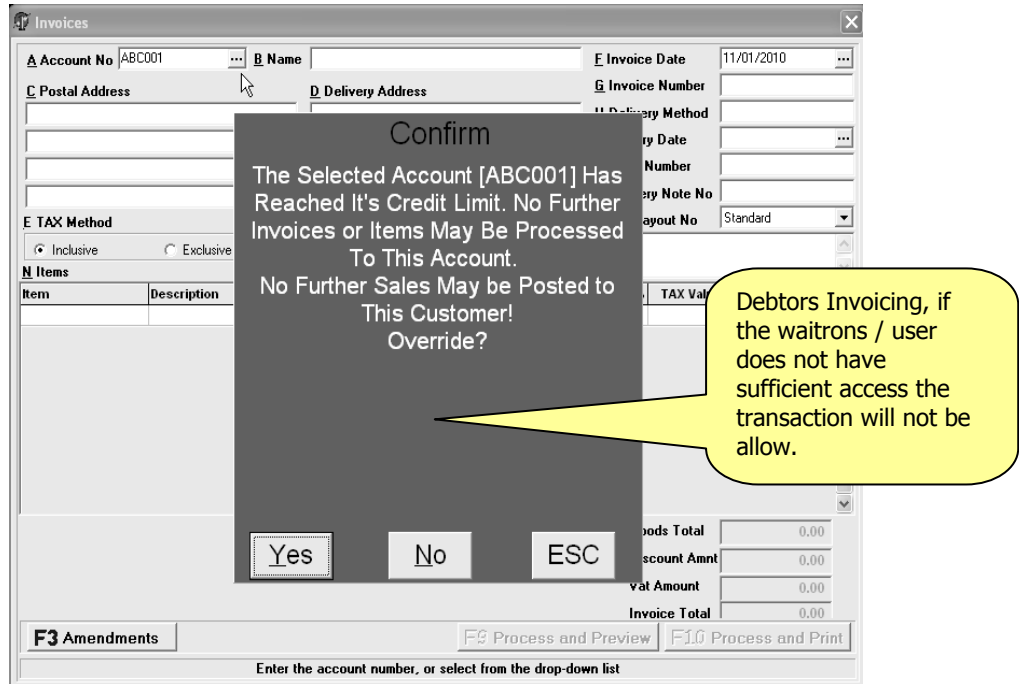 Invoices
A Account No ABC001 ... B Name F Invoice Date 11/01/2010 ...
C Postal Address D Delivery Address G Invoice Number
Delivery Method
ry Date ...
Number
ery Note No
E TAX Method ayout No Standard
Inclusive Exclusive
N Items
Item Description TAX Val
Confirm
The Selected Account [ABC001] Has
Reached It's Credit Limit. No Further
Invoices or Items May Be Processed
To This Account.
No Further Sales May be Posted to
This Customer!
Override?
Yes No ESC
Debtors Invoicing, if
the waitrons / user
does not have
sufficient access the
transaction will not be
allow.
oods Total 0.00
scount Amnt 0.00
Vat Amount 0.00
Invoice Total 0.00
F3 Amendments F9 Process and Preview F10 Process and Print
Enter the account number, or select from the drop-down list